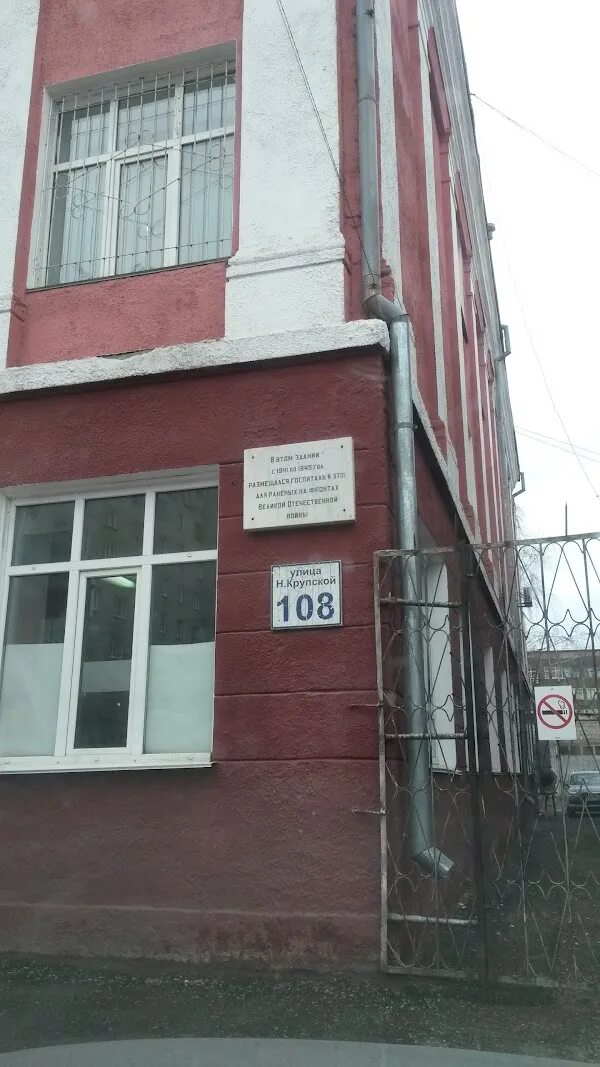 В ЭТОМ ЗДАНИИ
С 1941 ПО 1949 ГОД
РАЗМЕЩАЛСЯ ГОСПИТАЛЬ № 3701
ДЛЯ РАНЕНЫХ НА ФРОНТАХ
ВЕЛИКОЙ ОТЕЧЕСТВЕННОЙ
ВОЙНЫ
улица
Н.Крупской
108